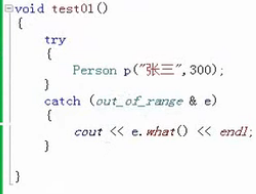 void test01()
{
try
{
Person p("张三",300);
}
catch (out_of_range & e)
{
cout << e.what() << endl;
}
}